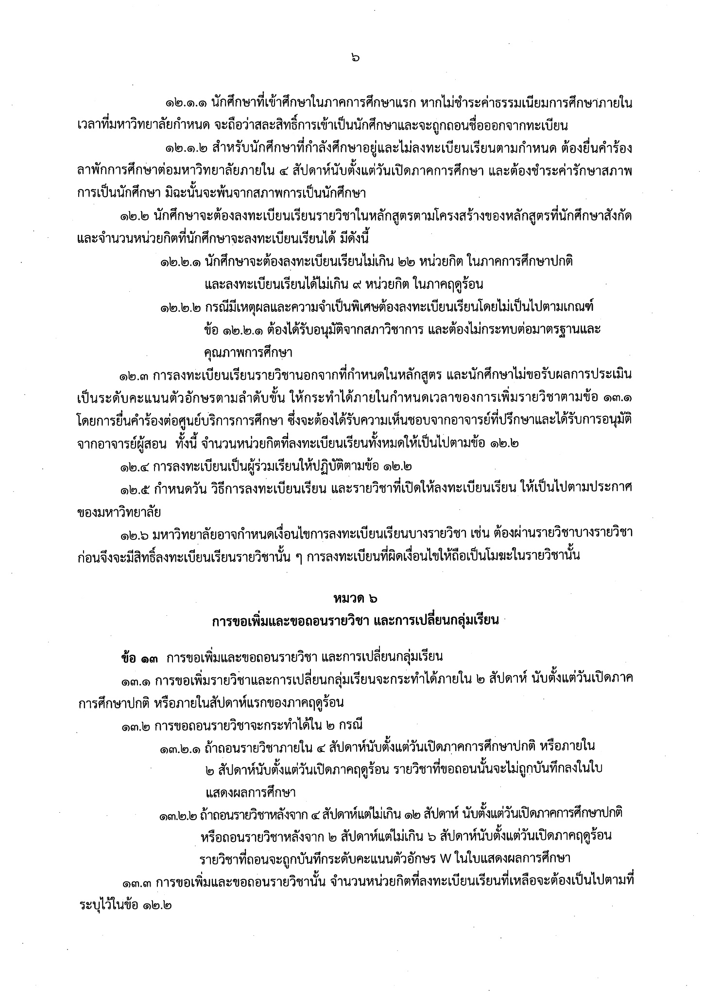 ๖
๑๒.๑.๑ นักศึกษาที่เข้าศึกษาในภาคการศึกษาแรก หากไม่ชำระค่าธรรมเนียมการศึกษาภายใน
เวลาที่มหาวิทยาลัยกำหนด จะถือว่าสละสิทธิ์การเข้าเป็นนักศึกษาและจะถูกถอนชื่อออกจากทะเบียน
๑๒.๑.๒ สำหรับนักศึกษาที่กำลังศึกษาอยู่และไม่ลงทะเบียนเรียนตามกำหนด ต้องยื่นคำร้อง
ลาพักการศึกษาต่อมหาวิทยาลัยภายใน ๔ สัปดาห์นับตั้งแต่วันเปิดภาคการศึกษา และต้องชำระค่ารักษาสภาพ
การเป็นนักศึกษา มิฉะนั้นจะพ้นจากสภาพการเป็นนักศึกษา
๑๒.๒ นักศึกษาจะต้องลงทะเบียนเรียนรายวิชาในหลักสูตรตามโครงสร้างของหลักสูตรที่นักศึกษาสังกัด
และจำนวนหน่วยกิตที่นักศึกษาจะลงทะเบียนเรียนได้ มีดังนี้
๑๒.๒.๑ นักศึกษาจะต้องลงทะเบียนเรียนไม่เกิน ๒๒ หน่วยกิต ในภาคการศึกษาปกติ
และลงทะเบียนเรียนได้ไม่เกิน ๙ หน่วยกิต ในภาคฤดูร้อน
๑๒.๒.๒ กรณีมีเหตุผลและความจำเป็นพิเศษต้องลงทะเบียนเรียนโดยไม่เป็นไปตามเกณฑ์
ข้อ ๑๒.๒.๑ ต้องได้รับอนุมัติจากสภาวิชาการ และต้องไม่กระทบต่อมาตรฐานและ
คุณภาพการศึกษา
๑๒.๓ การลงทะเบียนเรียนรายวิชานอกจากที่กำหนดในหลักสูตร และนักศึกษาไม่ขอรับผลการประเมิน
เป็นระดับคะแนนตัวอักษรตามลำดับขั้น ให้กระทำได้ภายในกำหนดเวลาของการเพิ่มรายวิชาตามข้อ ๑๓.๑
โดยการยื่นคำร้องต่อศูนย์บริการการศึกษา ซึ่งจะต้องได้รับความเห็นชอบจากอาจารย์ที่ปรึกษาและได้รับการอนุมัติ
จากอาจารย์ผู้สอน ทั้งนี้ จำนวนหน่วยกิตที่ลงทะเบียนเรียนทั้งหมดให้เป็นไปตามข้อ ๑๒.๒
๑๒.๔ การลงทะเบียนเป็นผู้ร่วมเรียนให้ปฏิบัติตามข้อ ๑๒.๒
๑๒.๕ กำหนดวัน วิธีการลงทะเบียนเรียน และรายวิชาที่เปิดให้ลงทะเบียนเรียน ให้เป็นไปตามประกาศ
ของมหาวิทยาลัย
๑๒.๖ มหาวิทยาลัยอาจกำหนดเงื่อนไขการลงทะเบียนเรียนบางรายวิชา เช่น ต้องผ่านรายวิชาบางรายวิชา
ก่อนจึงจะมีสิทธิ์ลงทะเบียนเรียนรายวิชานั้น ๆ การลงทะเบียนที่ผิดเงื่อนไขให้ถือเป็นโมฆะในรายวิชานั้น
หมวด ๖
การขอเพิ่มและขอถอนรายวิชา และการเปลี่ยนกลุ่มเรียน
ข้อ ๑๓ การขอเพิ่มและขอถอนรายวิชา และการเปลี่ยนกลุ่มเรียน
๑๓.๑ การขอเพิ่มรายวิชาและการเปลี่ยนกลุ่มเรียนจะกระทำได้ภายใน ๒ สัปดาห์ นับตั้งแต่วันเปิดภาค
การศึกษาปกติ หรือภายในสัปดาห์แรกของภาคฤดูร้อน
๑๓.๒ การขอถอนรายวิชาจะกระทำได้ใน ๒ กรณี
๑๓.๒.๑ ถ้าถอนรายวิชาภายใน ๔ สัปดาห์นับตั้งแต่วันเปิดภาคการศึกษาปกติ หรือภายใน
๒ สัปดาห์นับตั้งแต่วันเปิดภาคฤดูร้อน รายวิชาที่ขอถอนนั้นจะไม่ถูกบันทึกลงในใบ
แสดงผลการศึกษา
๑๓.๒.๒ ถ้าถอนรายวิชาหลังจาก ๔ สัปดาห์แต่ไม่เกิน ๑๒ สัปดาห์ นับตั้งแต่วันเปิดภาคการศึกษาปกติ
หรือถอนรายวิชาหลังจาก ๒ สัปดาห์แต่ไม่เกิน ๖ สัปดาห์นับตั้งแต่วันเปิดภาคฤดูร้อน
รายวิชาที่ถอนจะถูกบันทึกระดับคะแนนตัวอักษร W ในใบแสดงผลการศึกษา
๑๓.๓ การขอเพิ่มและขอถอนรายวิชานั้น จำนวนหน่วยกิตที่ลงทะเบียนเรียนที่เหลือจะต้องเป็นไปตามที่
ระบุไว้ในข้อ ๑๒.๒